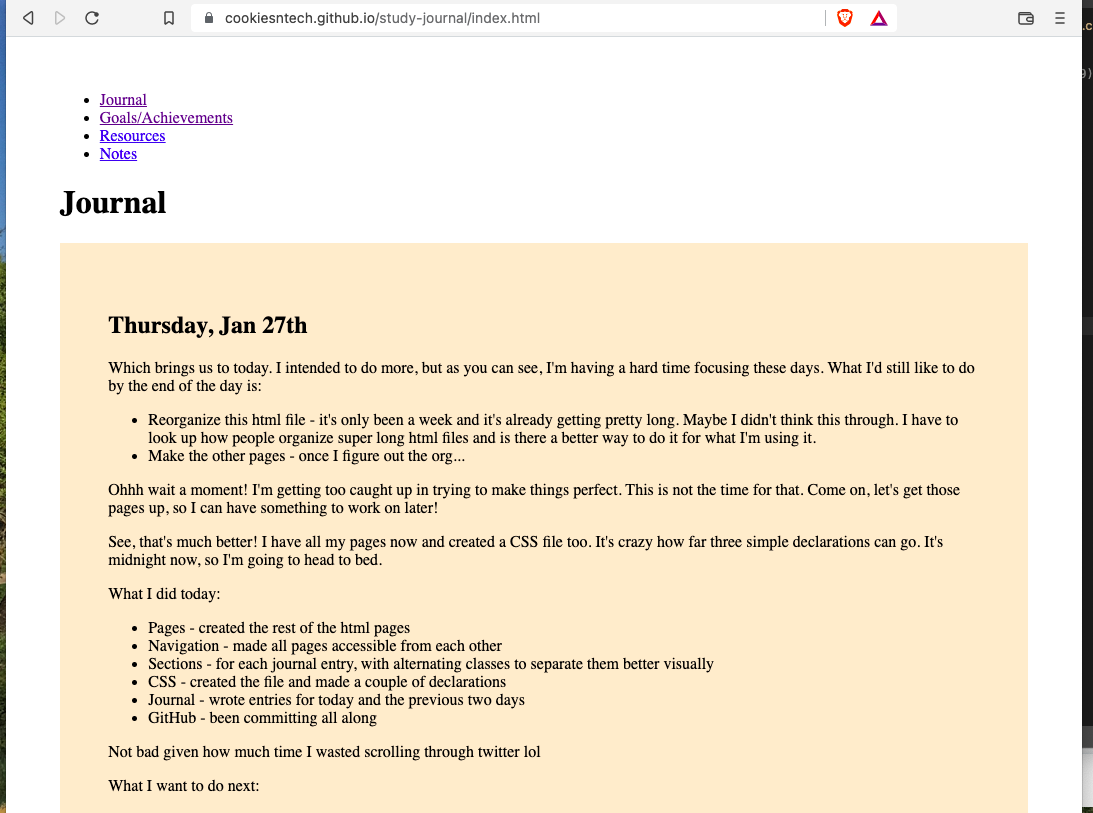 cookiesntech.github.io/study-journal/index.html
.c
9)
Journal
Goals/Achievements
Resources
Notes
Journal
Thursday, Jan 27th
Which brings us to today. I intended to do more, but as you can see, I'm having a hard time focusing these days. What I'd still like to do
by the end of the day is:
Reorganize this html file - it's only been a week and it's already getting pretty long. Maybe I didn't think this through. I have to
look up how people organize super long html files and is there a better way to do it for what I'm using it.
Make the other pages - once I figure out the org...
Ohhh wait a moment! I'm getting too caught up in trying to make things perfect. This is not the time for that. Come on, let's get those
pages up, so I can have something to work on later!
See, that's much better! I have all my pages now and created a CSS file too. It's crazy how far three simple declarations can go. It's
midnight now, so I'm going to head to bed.
What I did today:
Pages - created the rest of the html pages
Navigation - made all pages accessible from each other
Sections - for each journal entry, with alternating classes to separate them better visually
CSS - created the file and made a couple of declarations
Journal - wrote entries for today and the previous two days
GitHub - been committing all along
Not bad given how much time I wasted scrolling through twitter lol
What I want to do next: